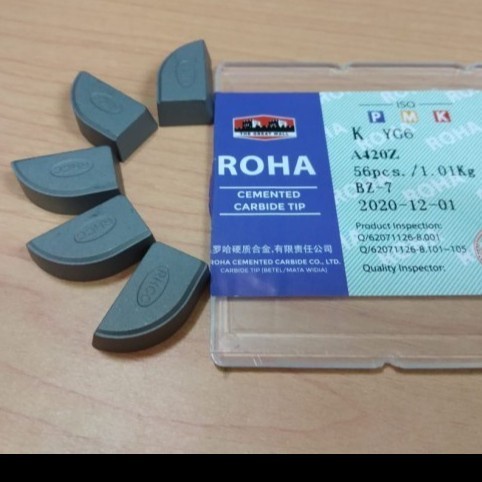 THE GREAT WALL
ROHA
CEMENTED
CARBIDE TIP
罗哈硬质合金,有限责任公司
ROHA CEMENTED CARBIDE CO., LTD.
CARBIDE TIP (BETEL/MATA WIDIA)
ISO
P M K
K YG6
A420Z
56pcs./1.01Kg
BZ-7
2020-12-01
Product Inspection:
Q/62071126-8.001
Q/62071126-8.101-105
Quality Inspector:
ROHA
ROHA